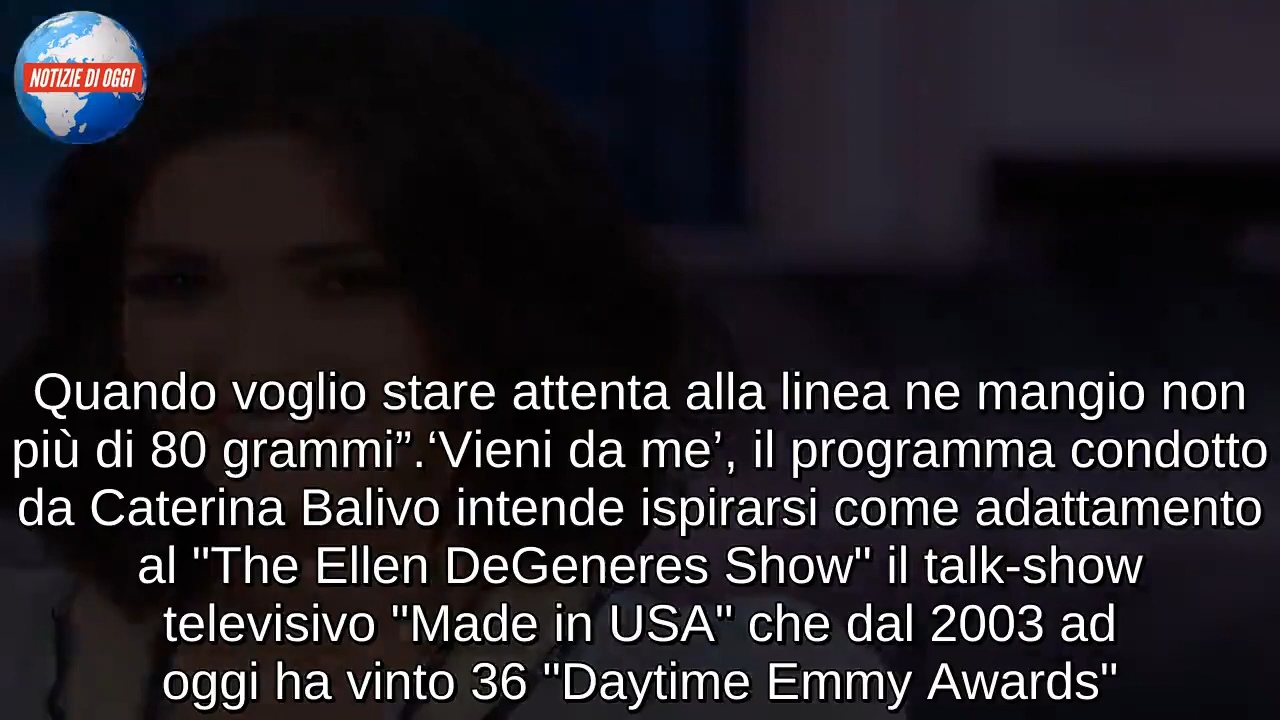 NOTIZIE DI OGGI
Quando voglio stare attenta alla linea ne mangio non
più di 80 grammi”.‘Vieni da me’, il programma condotto
da Caterina Balivo intende ispirarsi come adattamento
al "The Ellen DeGeneres Show" il talk-show
televisivo "Made in USA" che dal 2003 ad
oggi ha vinto 36 "Daytime Emmy Awards"